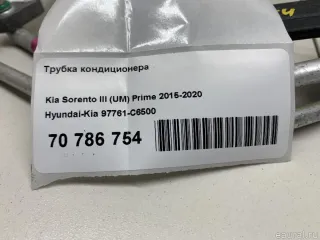 Трубка кондиционера
Kia Sorento III (UM) Prime 2015-2020
Hyundai-Kia 97761-C6500
70 786 754